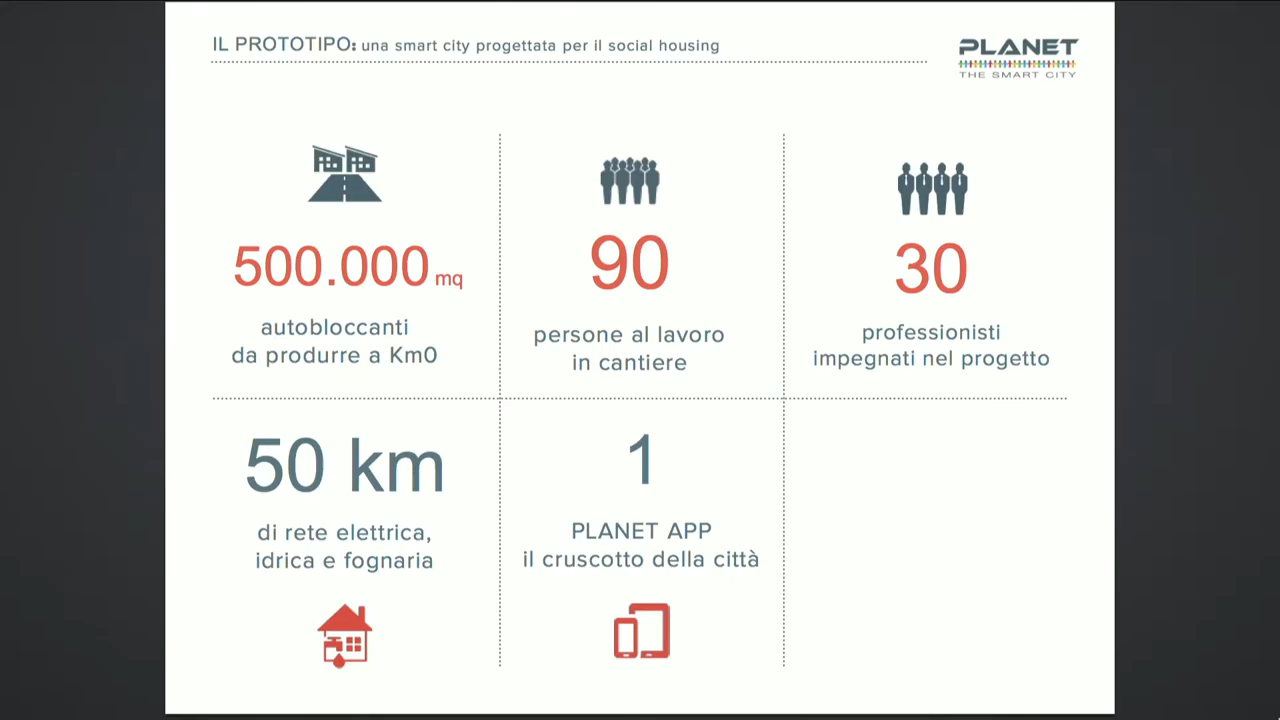 IL PROTOTIPO: una smart city progettata per il social housing
PLANET
THE SMART CITY
500.000 mq
autobloccanti
da produrre a Km0
90
persone al lavoro
in cantiere
30
professionisti
impegnati nel progetto
50 km
di rete elettrica,
idrica e fognaria
1
PLANET APP
il cruscotto della città